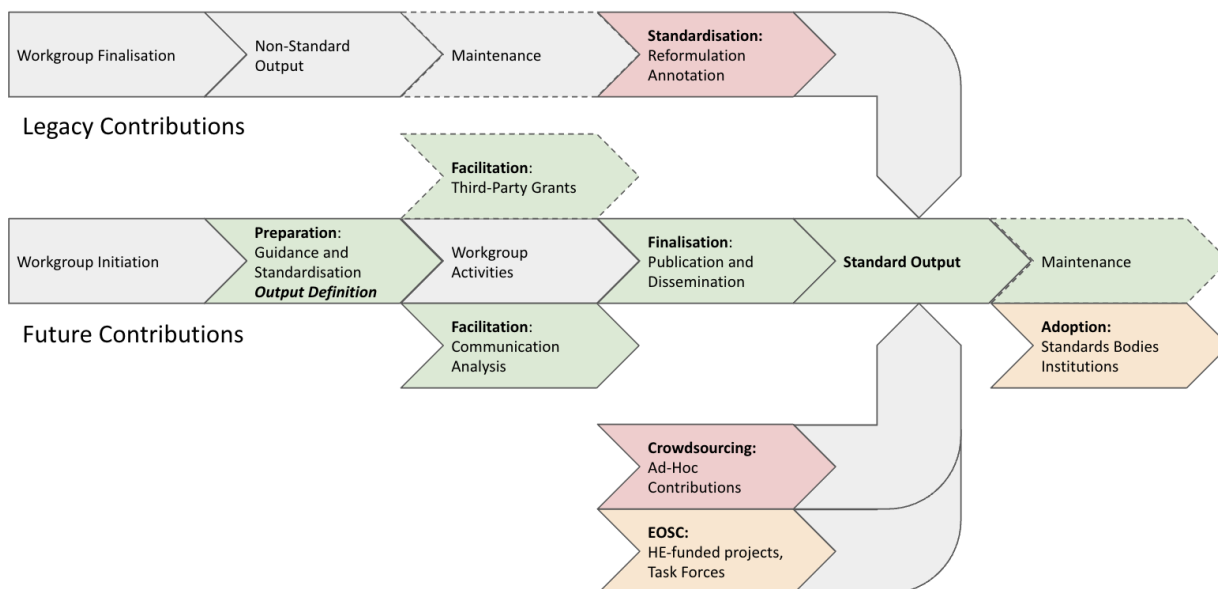 Workgroup Finalisation
Non-Standard
Output
Maintenance
Standardisation:
Reformulation
Annotation
Legacy Contributions
Facilitation:
Third-Party Grants
Workgroup Initiation
Preparation:
Guidance and
Standardisation
Output Definition
Workgroup
Activities
Finalisation:
Publication and
Dissemination
Standard Output
Maintenance
Future Contributions
Facilitation:
Communication
Analysis
Adoption:
Standards Bodies
Institutions
Crowdsourcing:
Ad-Hoc
Contributions
EOSC:
HE-funded projects,
Task Forces